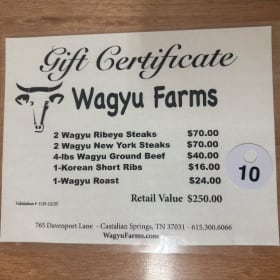 Gift Certificate
Wagyu Farms
2 Wagyu Ribeye Steaks $70.00
2 Wagyu New York Steaks $70.00
4-lbs Wagyu Ground Beef $40.00
1-Korean Short Ribs $16.00
1-Wagyu Roast $24.00
10
Retail Value $250.00
Validation #
765 Davenport Lane - Castalian Springs, TN 37031 - 615.300.6066
WagyuFarms.com